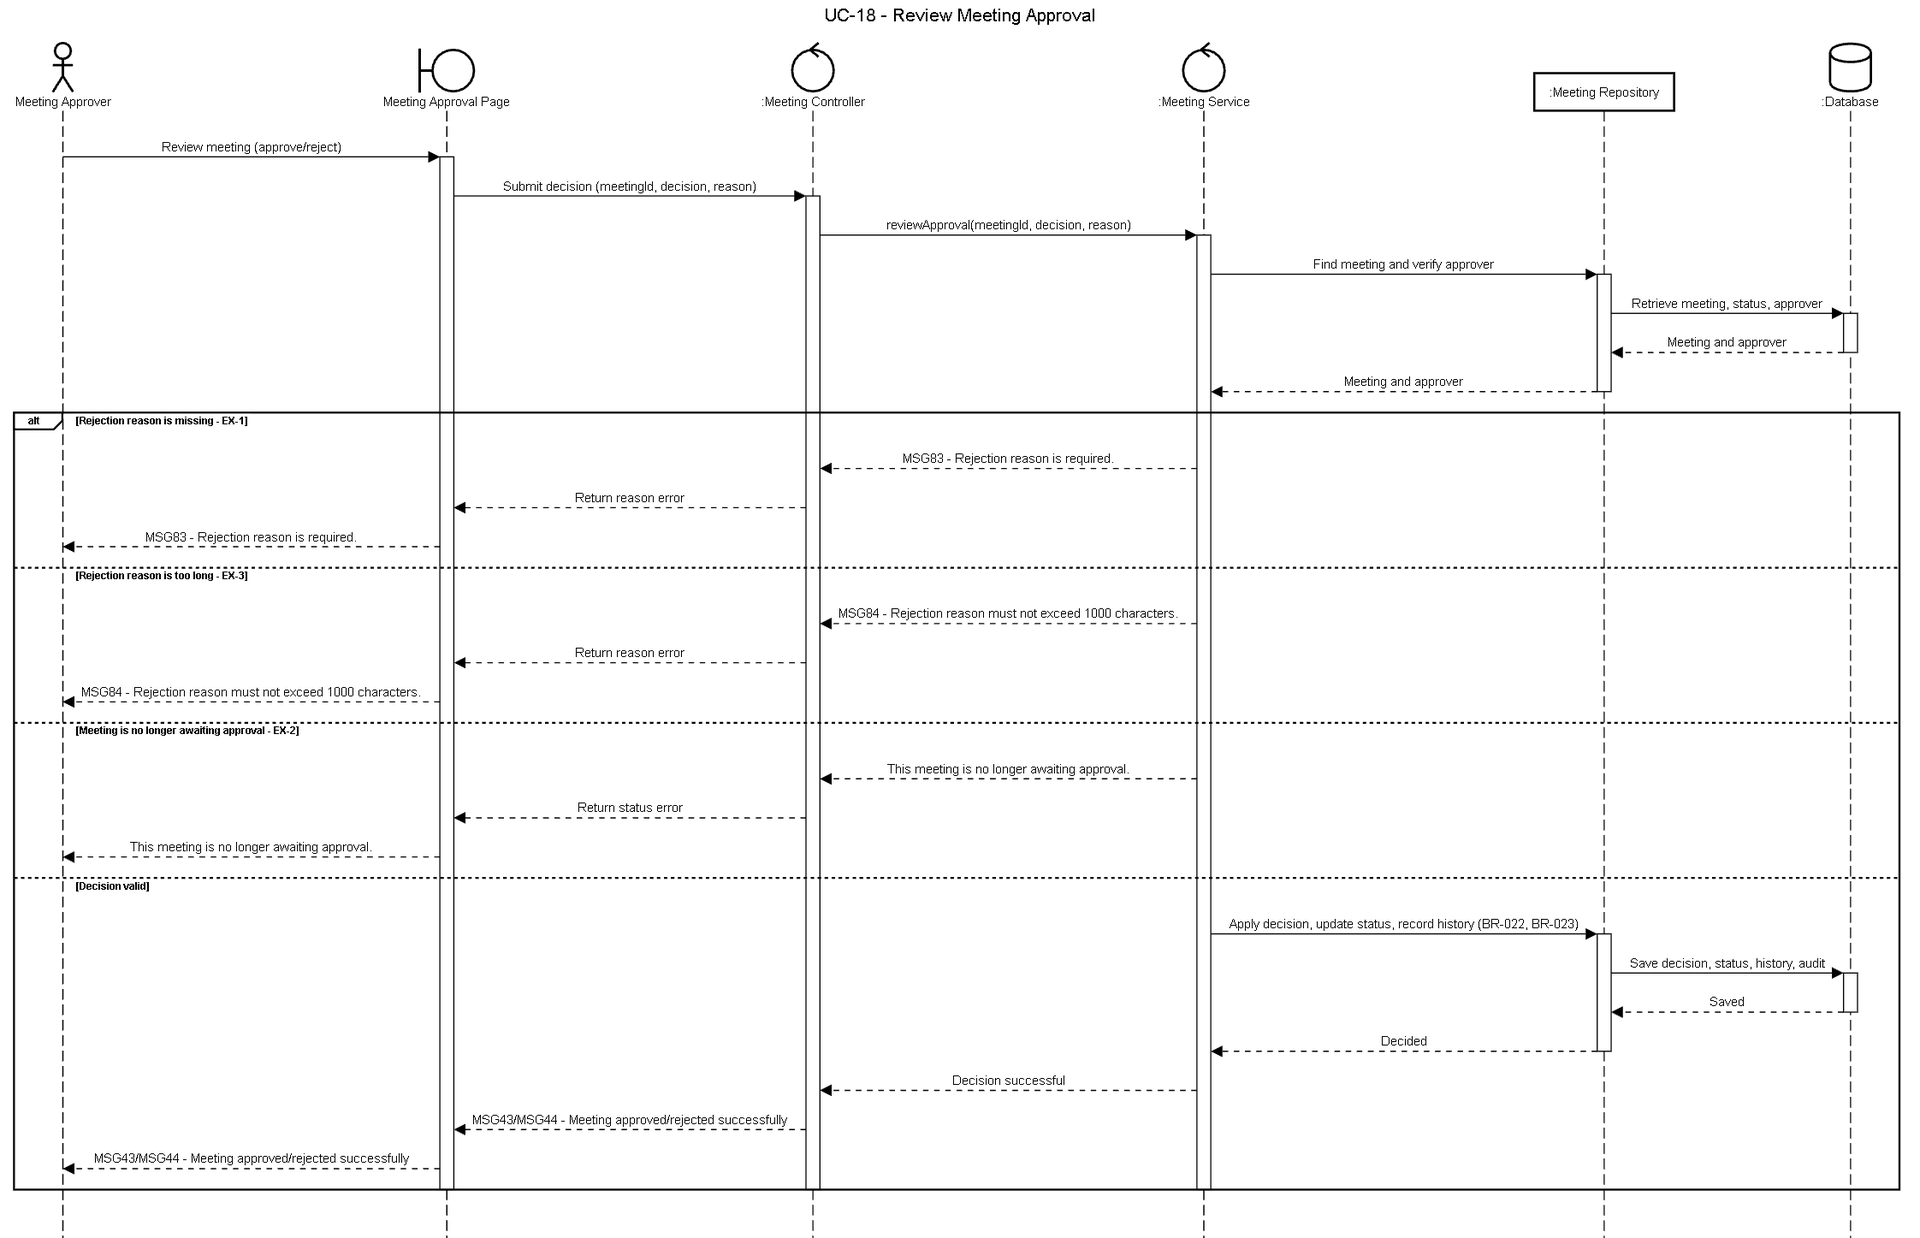 UC-18 - Review Meeting Approval
Meeting Approver
Meeting Approval Page
:Meeting Controller
:Meeting Service
:Meeting Repository
:Database
Review meeting (approve/reject)
Submit decision (meetingId, decision, reason)
reviewApproval(meetingId, decision, reason)
Find meeting and verify approver
Retrieve meeting, status, approver
Meeting and approver
Meeting and approver
alt
[Rejection reason is missing - EX-1]
MSG83 - Rejection reason is required.
Return reason error
MSG83 - Rejection reason is required.
[Rejection reason is too long - EX-3]
MSG84 - Rejection reason must not exceed 1000 characters.
Return reason error
MSG84 - Rejection reason must not exceed 1000 characters.
[Meeting is no longer awaiting approval - EX-2]
This meeting is no longer awaiting approval.
Return status error
This meeting is no longer awaiting approval.
[Decision valid]
Apply decision, update status, record history (BR-022, BR-023)
Save decision, status, history, audit
Saved
Decided
Decision successful
MSG43/MSG44 - Meeting approved/rejected successfully
MSG43/MSG44 - Meeting approved/rejected successfully